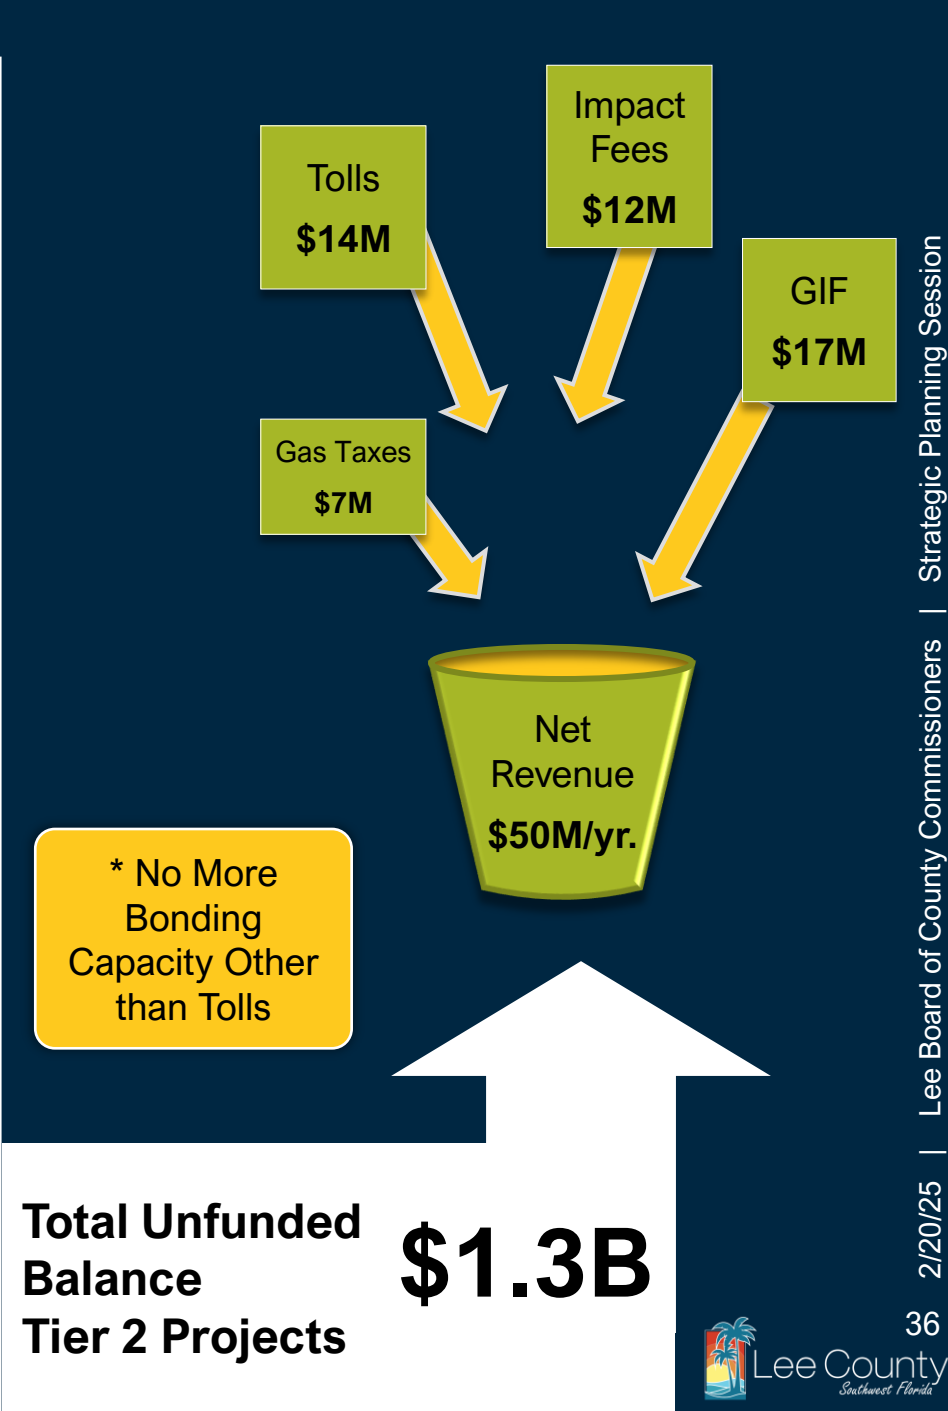 Impact
Fees
$12M
Tolls
$14M
GIF
$17M
Gas Taxes
$7M
Net
Revenue
$50M/yr.
* No More
Bonding
Capacity Other
than Tolls
Total Unfunded
Balance
Tier 2 Projects
$1.3B
2/20/25 | Lee Board of County Commissioners | Strategic Planning Session
36
Lee County
Southwest Florida